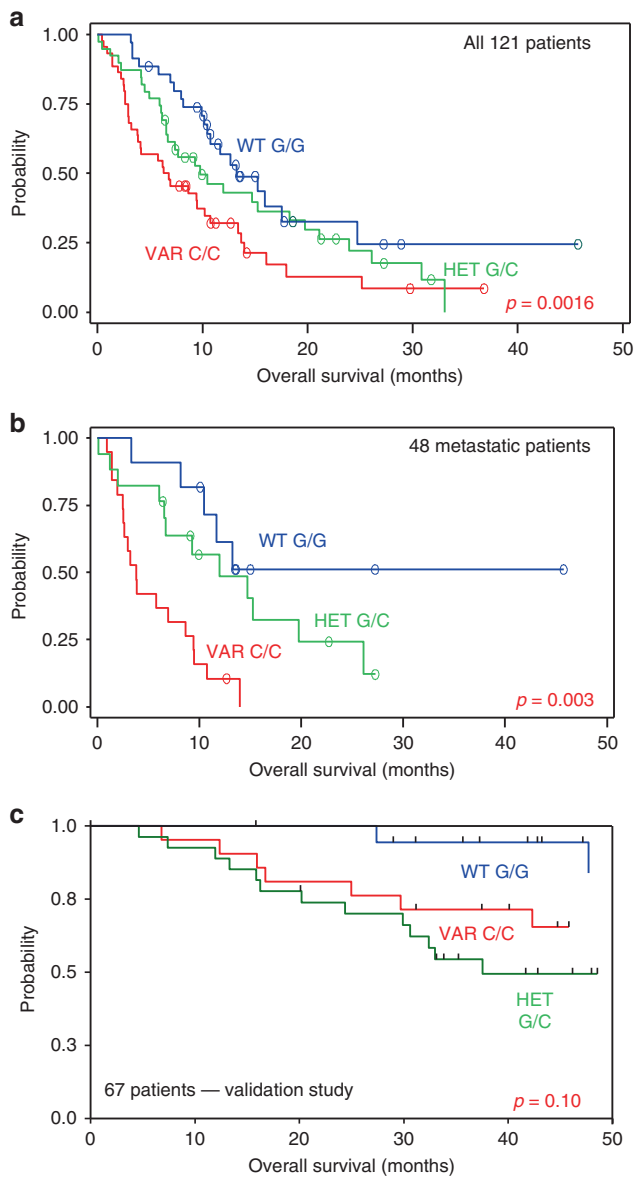 a
All 121 patients
1.00
0.75
0.50
0.25
0.00
Probability
WT G/G
VAR C/C
HET G/C
p = 0.0016
0 10 20 30 40 50
Overall survival (months)
b
48 metastatic patients
1.00
0.75
0.50
0.25
0.00
Probability
WT G/G
HET G/C
VAR C/C
p = 0.003
0 10 20 30 40 50
Overall survival (months)
c
1.0
0.8
0.5
0.3
0.0
Probability
WT G/G
VAR C/C
HET
G/C
67 patients — validation study
p = 0.10
0 10 20 30 40 50
Overall survival (months)